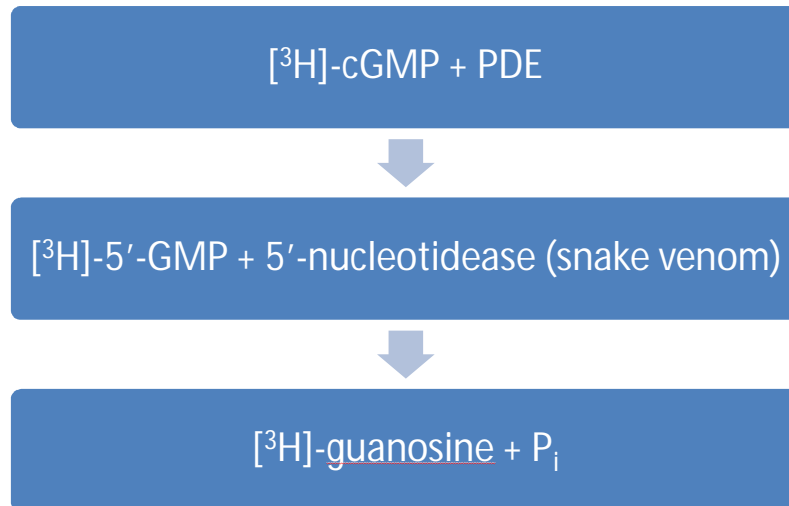 [³H]-cGMP + PDE
[³H]-5′-GMP + 5′-nucleotidease (snake venom)
[³H]-guanosine + Pᵢ